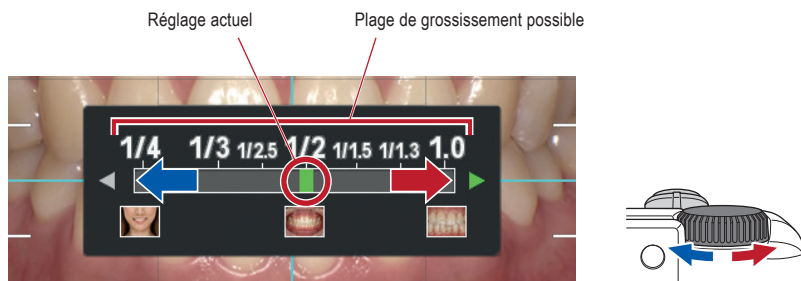 Réglage actuel
Plage de grossissement possible
1/4 1/3 1/2.5 1/2 1/1.5 1/1.3 1.0